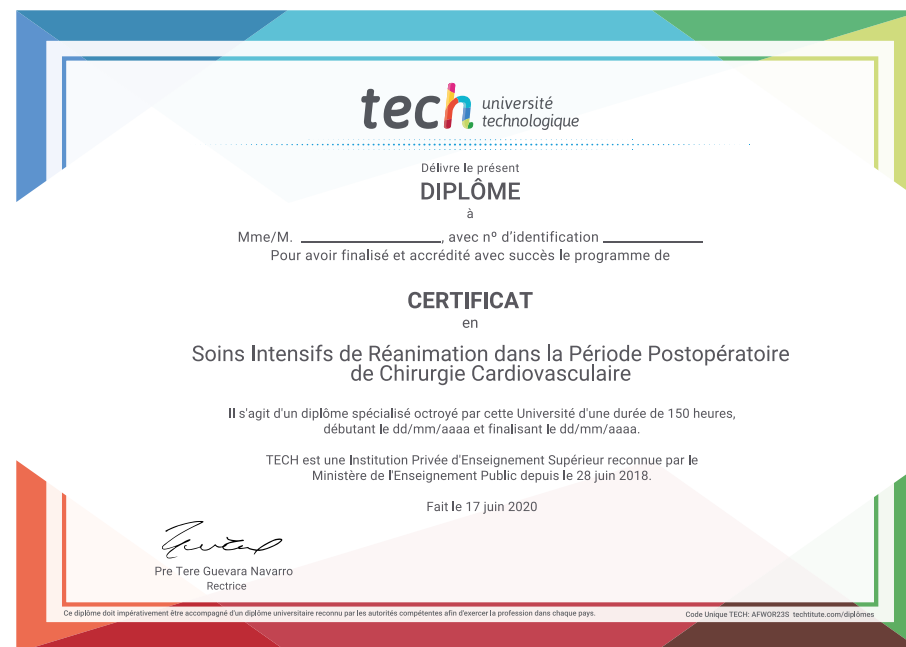 tech université
technologique
Délivre le présent
DIPLÔME
à
Mme/M. ____________________, avec nº d'identification ______________
Pour avoir finalisé et accrédité avec succès le programme de
CERTIFICAT
en
Soins Intensifs de Réanimation dans la Période Postopératoire
de Chirurgie Cardiovasculaire
Il s'agit d'un diplôme spécialisé octroyé par cette Université d'une durée de 150 heures,
débutant le dd/mm/aaaa et finalisant le dd/mm/aaaa.
TECH est une Institution Privée d'Enseignement Supérieur reconnue par le
Ministère de l'Enseignement Public depuis le 28 juin 2018.
Fait le 17 juin 2020
Pre Tere Guevara Navarro
Rectrice
Ce diplôme doit impérativement être accompagné d'un diplôme universitaire reconnu par les autorités compétentes afin d'exercer la profession dans chaque pays.
Code Unique TECH: AFWOR23S techtitute.com/diplômes